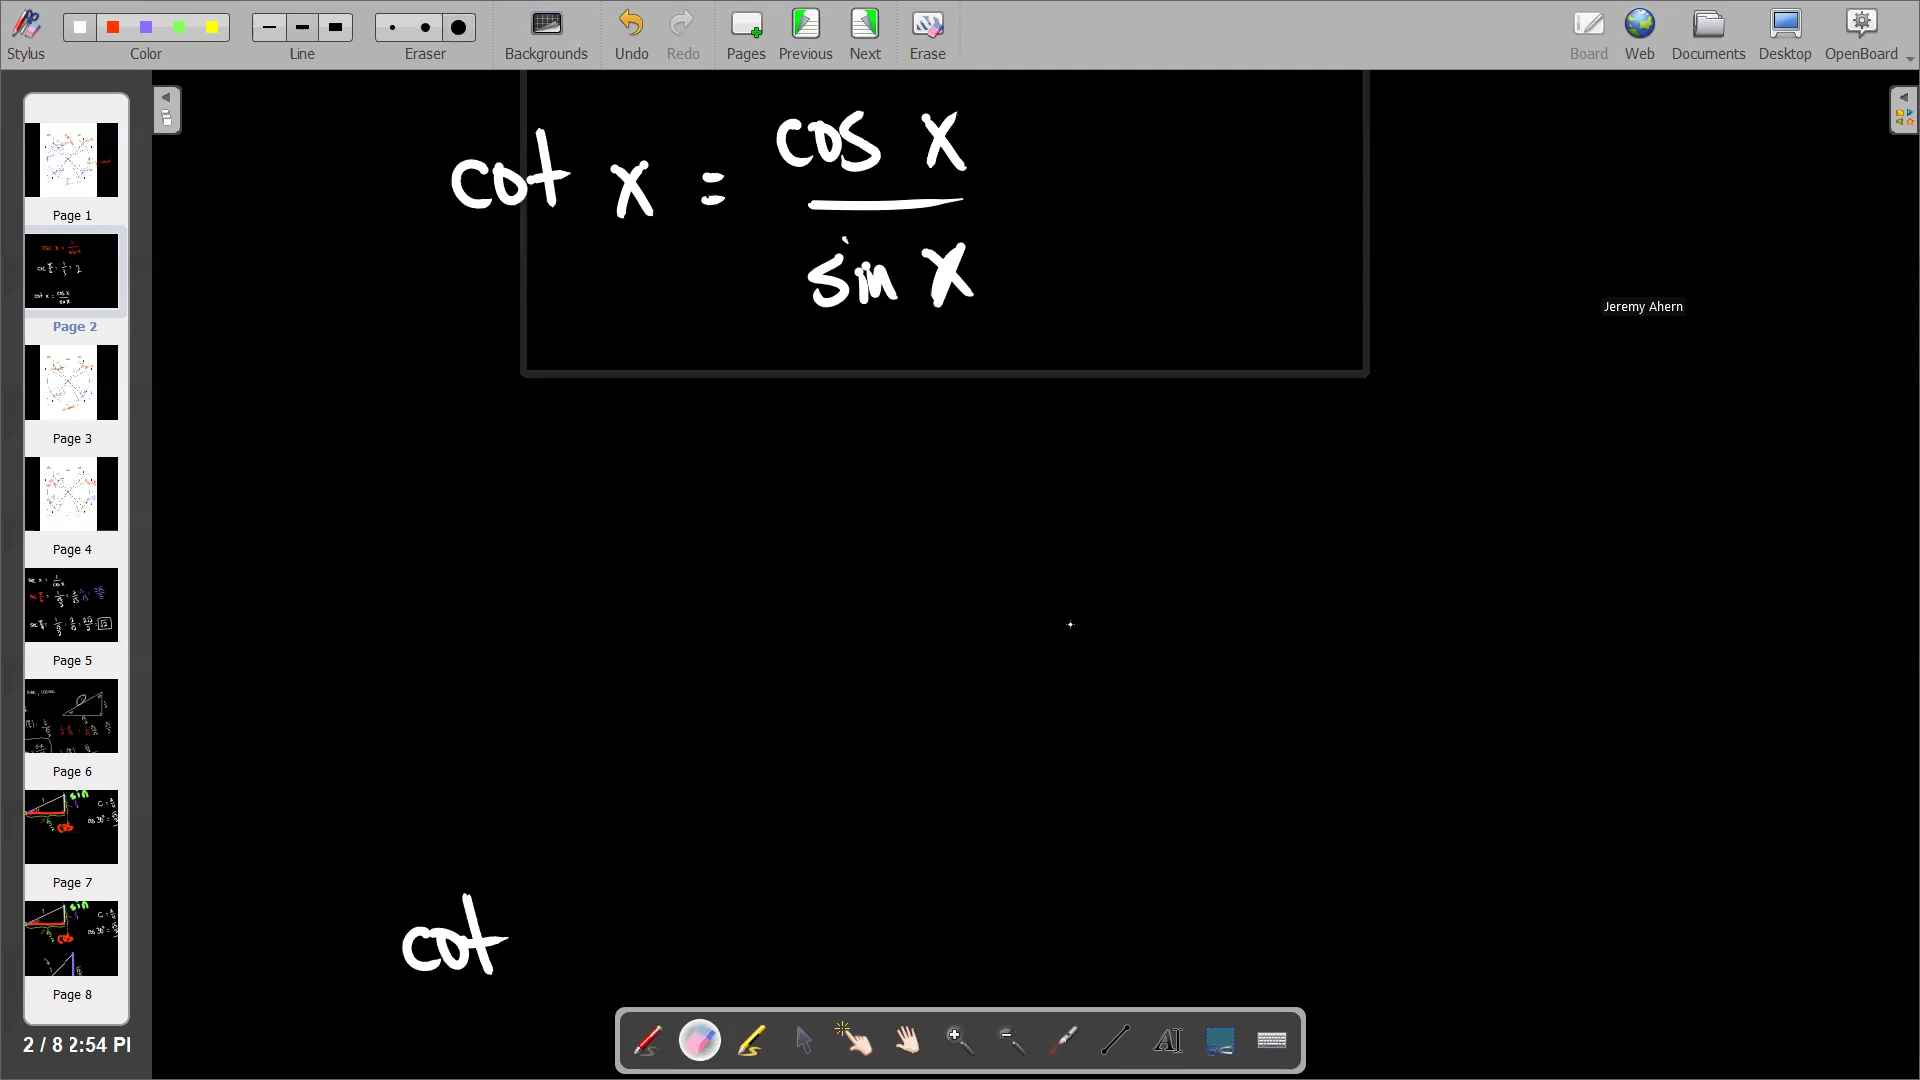 Stylus
Color
Line
Eraser
Backgrounds
Undo
Redo
Pages
Previous
Next
Erase
Board
Web
Documents
Desktop
OpenBoard
Page 1
Page 2
Page 3
Page 4
Page 5
Page 6
Page 7
Page 8
2 / 8 2:54 PM
cot x = cos x
sin x
Jeremy Ahern
cot